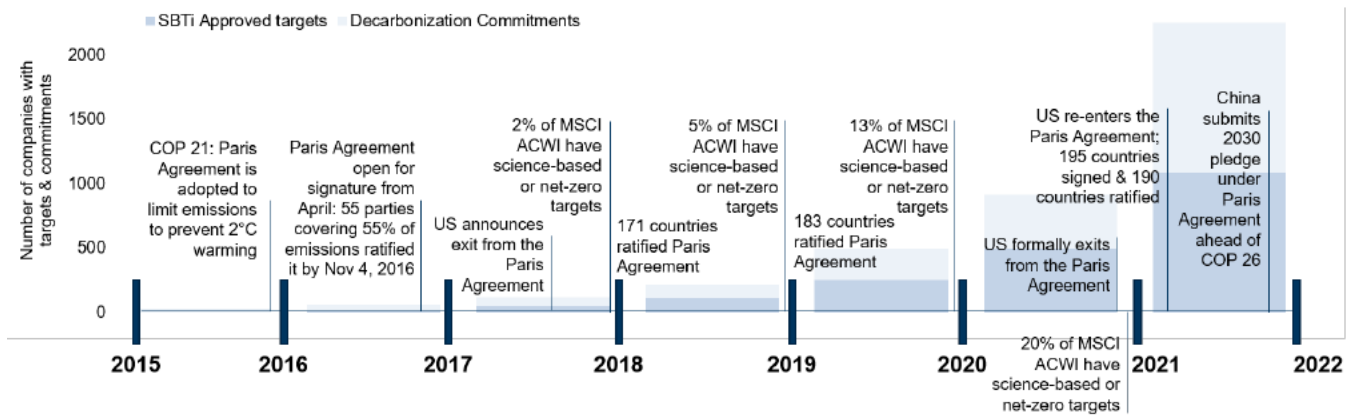 SBTi Approved targets
Decarbonization Commitments
Number of companies with
targets & commitments
2000
1500
1000
500
0
COP 21: Paris
Agreement is
adopted to
limit emissions
to prevent 2°C
warming
Paris Agreement
open for
signature from
April: 55 parties
covering 55% of
emissions ratified
it by Nov 4, 2016
US announces
exit from the
Paris
Agreement
2% of MSCI
ACWI have
science-based
or net-zero
targets
171 countries
ratified Paris
Agreement
5% of MSCI
ACWI have
science-based
or net-zero
targets
183 countries
ratified Paris
Agreement
13% of MSCI
ACWI have
science-based
or net-zero
targets
US formally exits
from the Paris
Agreement
20% of MSCI
ACWI have
science-based or
net-zero targets
US re-enters the
Paris Agreement;
195 countries
signed & 190
countries ratified
China
submits
2030
pledge
under
Paris
Agreement
ahead of
COP 26
2015
2016
2017
2018
2019
2020
2021
2022